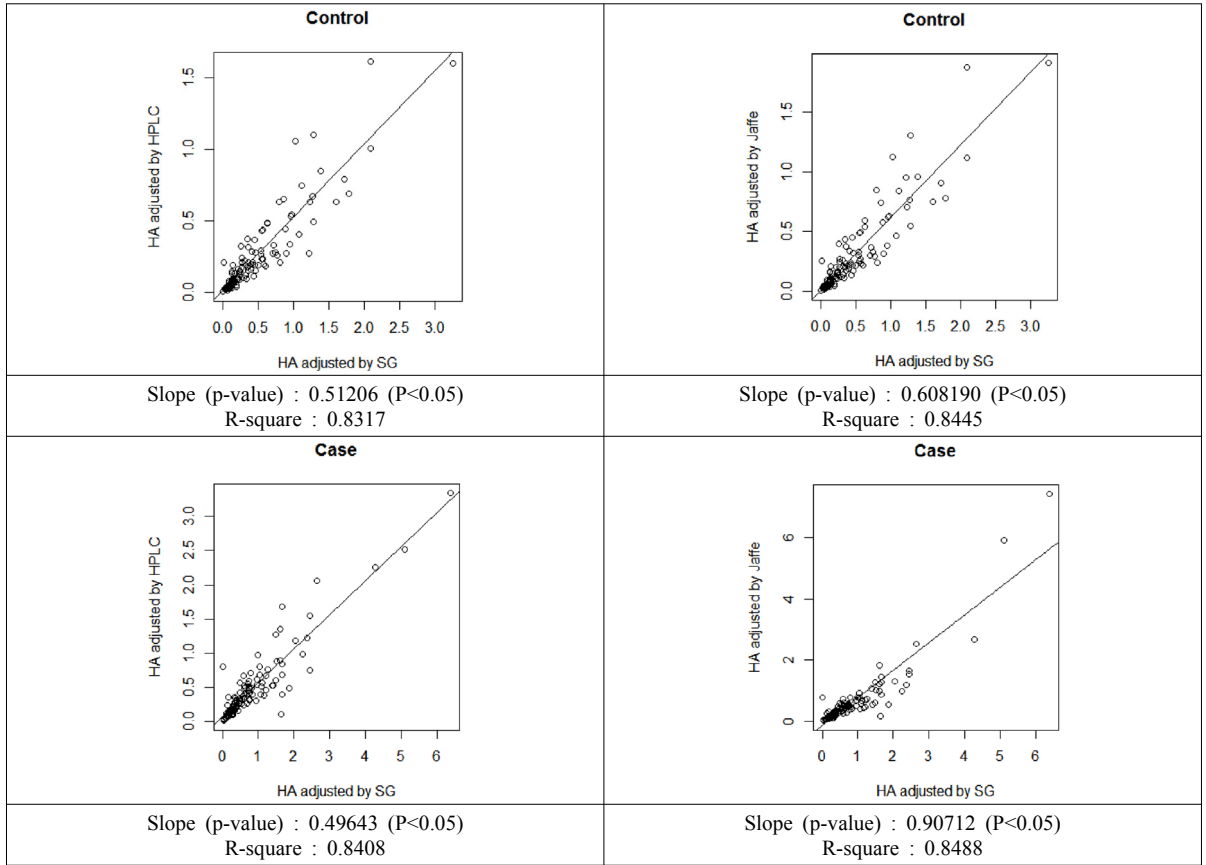 Control
HA adjusted by HPLC
1.5
1.0
0.5
0.0
0.0 0.5 1.0 1.5 2.0 2.5 3.0
HA adjusted by SG
Slope (p-value) : 0.51206 (P<0.05)
R-square : 0.8317
Control
HA adjusted by Jaffe
1.5
1.0
0.5
0.0
0.0 0.5 1.0 1.5 2.0 2.5 3.0
HA adjusted by SG
Slope (p-value) : 0.608190 (P<0.05)
R-square : 0.8445
Case
HA adjusted by HPLC
3.0
2.5
2.0
1.5
1.0
0.5
0.0
0 1 2 3 4 5 6
HA adjusted by SG
Slope (p-value) : 0.49643 (P<0.05)
R-square : 0.8408
Case
HA adjusted by Jaffe
6
4
2
0
0 1 2 3 4 5 6
HA adjusted by SG
Slope (p-value) : 0.90712 (P<0.05)
R-square : 0.8488